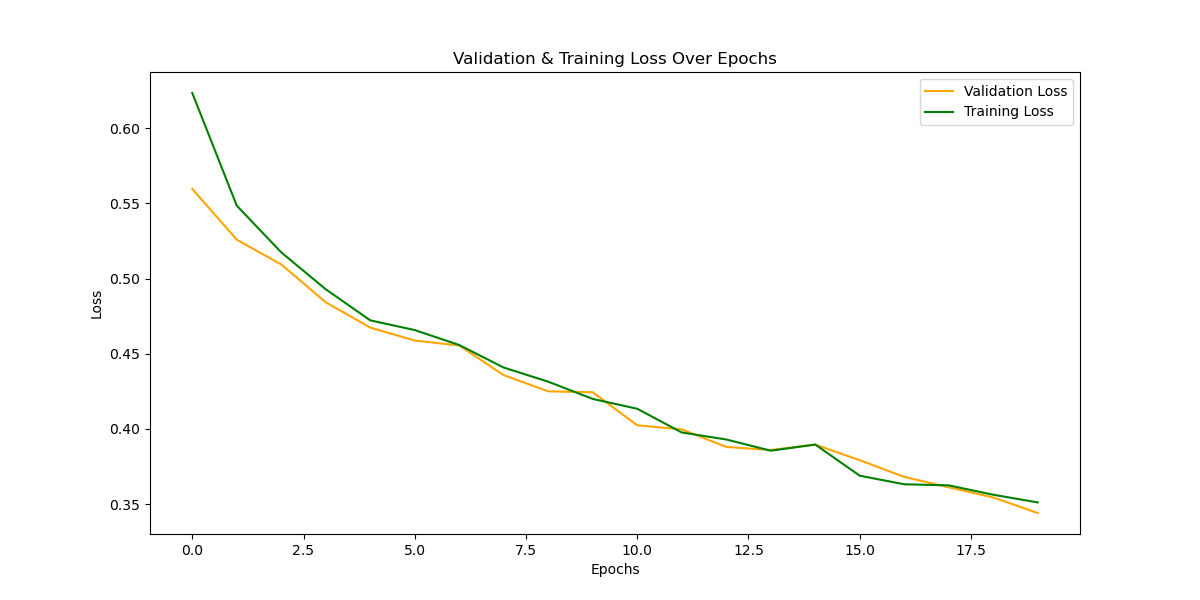 Validation & Training Loss Over Epochs
Validation Loss
Training Loss
0.60
0.55
0.50
0.45
0.40
0.35
Loss
0.0 2.5 5.0 7.5 10.0 12.5 15.0 17.5
Epochs